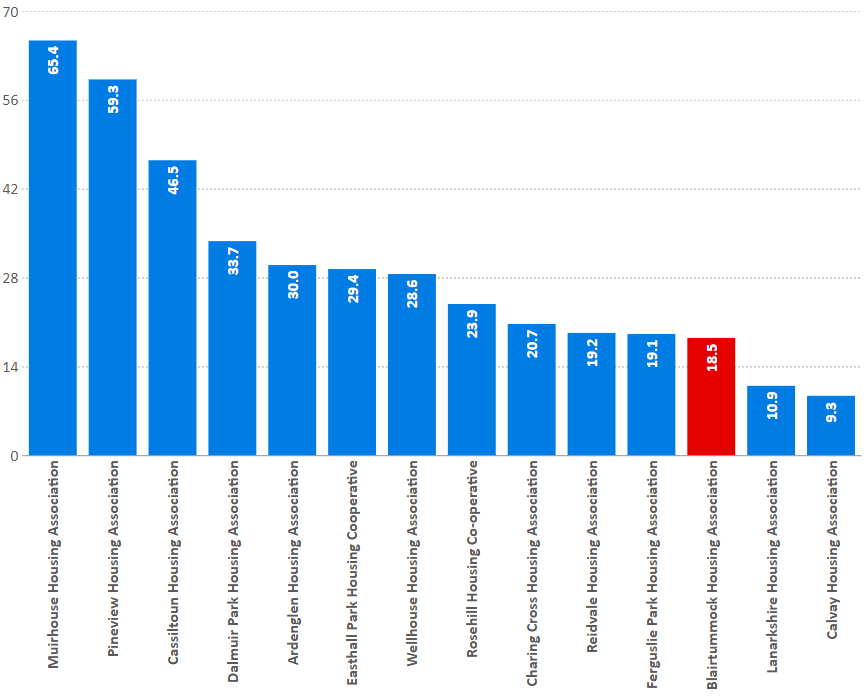 70
56
42
28
14
0
65.4
59.3
46.5
33.7
30.0
29.4
28.6
23.9
20.7
19.2
19.1
18.5
10.9
9.3
Muirhouse Housing Association
Pineview Housing Association
Cassiltoun Housing Association
Dalmuir Park Housing Association
Ardenglen Housing Association
Easthall Park Housing Cooperative
Wellhouse Housing Association
Rosehill Housing Co-operative
Charing Cross Housing Association
Reidvale Housing Association
Ferguslie Park Housing Association
Blairtummock Housing Association
Lanarkshire Housing Association
Calvay Housing Association